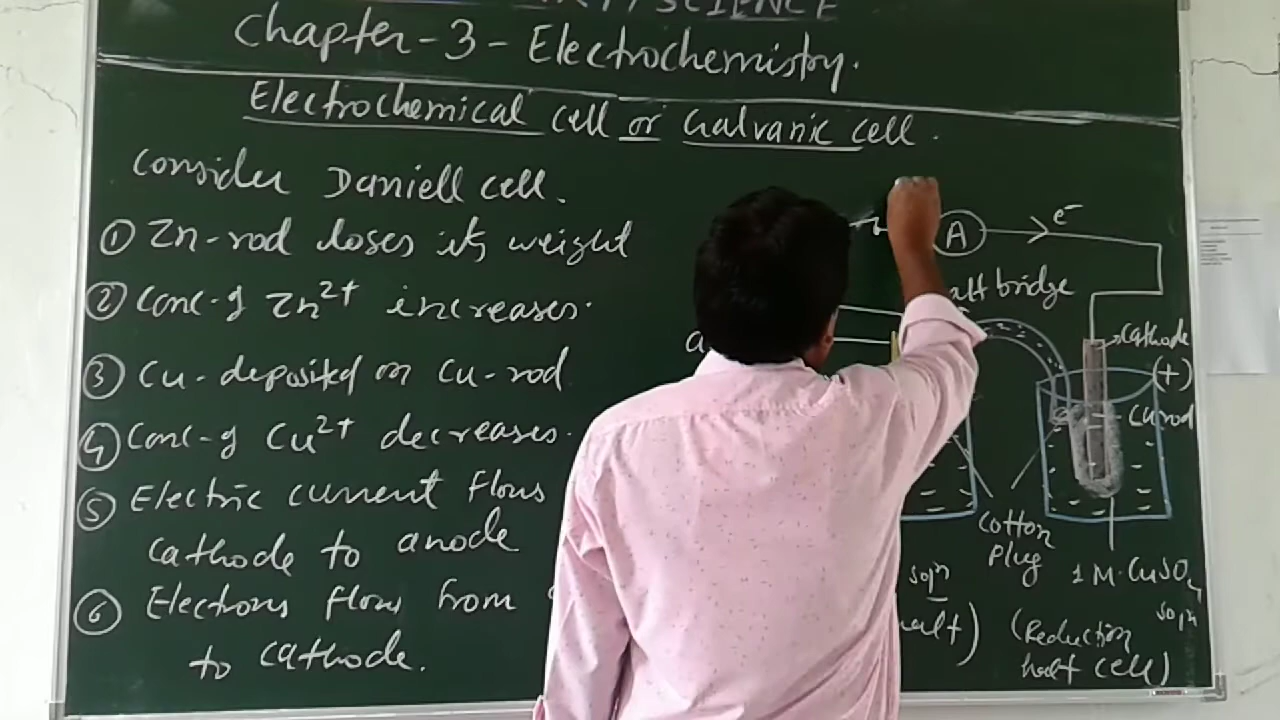 SCIENCE
Chapter-3-Electrochemistry.
Electrochemical cell or Galvanic cell.
Consider Daniell cell.
① Zn-rod loses its weight
② Conc-g Zn²⁺ increases.
③ Cu-deposited on Cu-rod
④ Conc-g Cu²⁺ decreases.
⑤ Electric current flows
cathode to anode
⑥ Electrons flow from
to cathode.
A e⁻
alt bridge
a
cathode
(+)
Cu rod
Cotton
plug
1 M. CuSO₄
solⁿ
solⁿ
half)
(Reduction
half cell)